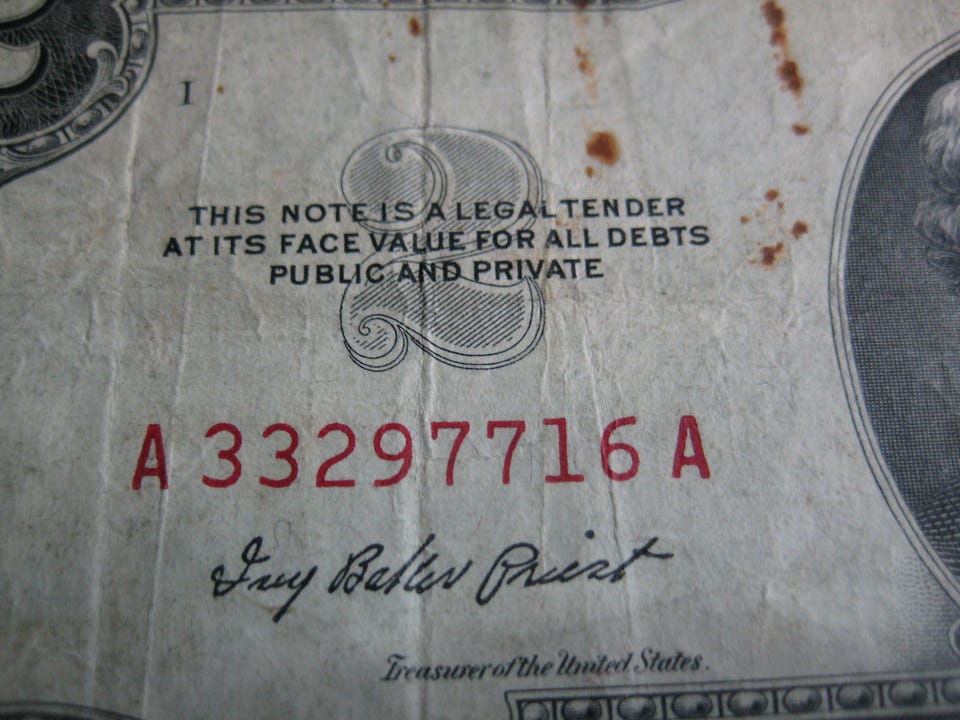 I
2
THIS NOTE IS A LEGAL TENDER
AT ITS FACE VALUE FOR ALL DEBTS
PUBLIC AND PRIVATE
A 33297716 A
Ivy Baker Priest
Treasurer of the United States.